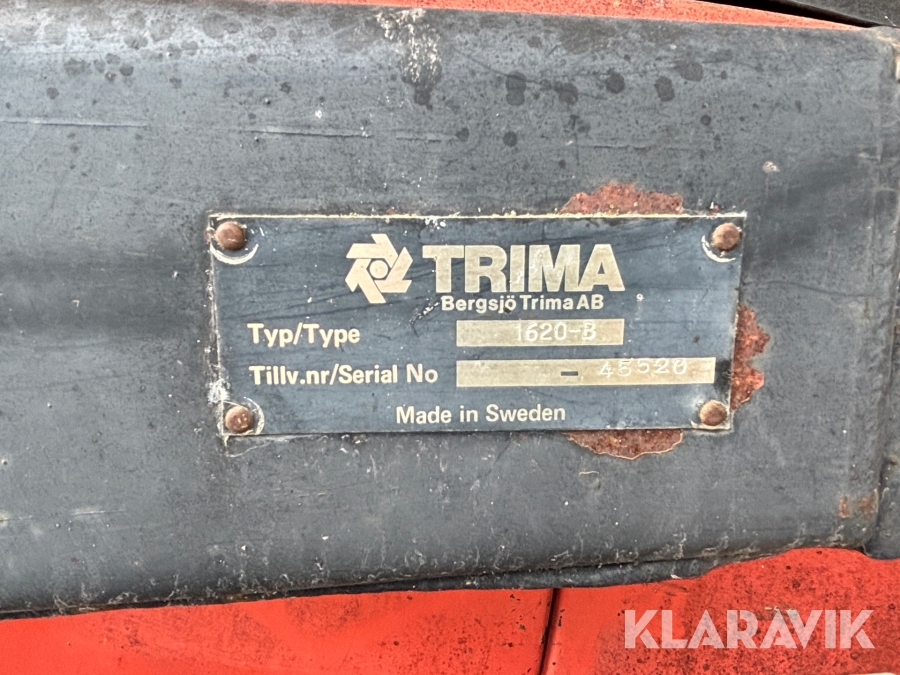 TRIMA
Bergsjö Trima AB
Typ/Type 1620-B
Tillv.nr/Serial No - 45520
Made in Sweden
KLARAVIK